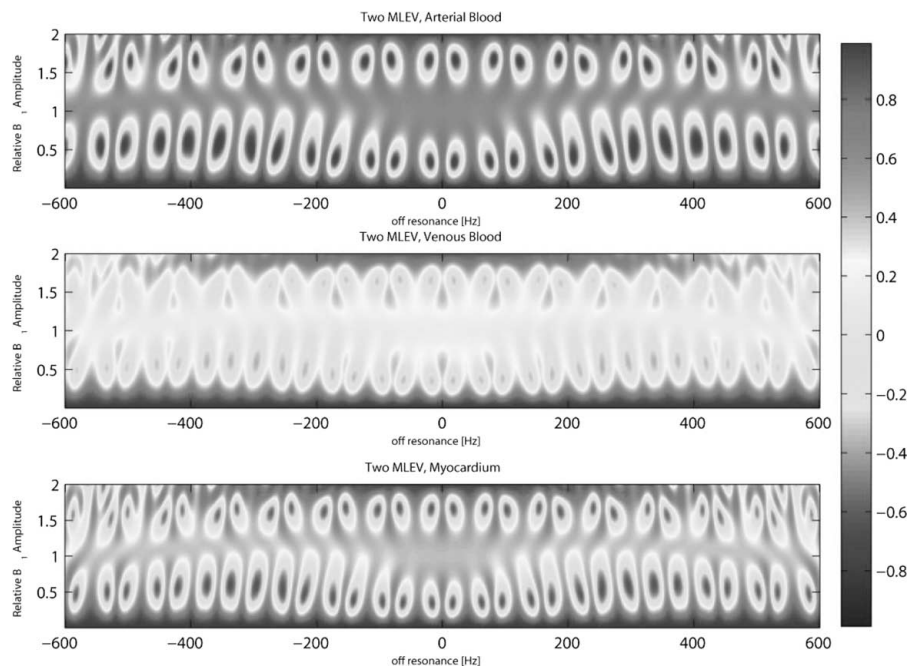 Two MLEV, Arterial Blood
2
1.5
1
0.5
Relative B 1 Amplitude
−600 −400 −200 0 200 400 600
off resonance [Hz]
Two MLEV, Venous Blood
2
1.5
1
0.5
Relative B 1 Amplitude
−600 −400 −200 0 200 400 600
off resonance [Hz]
Two MLEV, Myocardium
2
1.5
1
0.5
Relative B 1 Amplitude
−600 −400 −200 0 200 400 600
off resonance [Hz]
0.8
0.6
0.4
0.2
0
−0.2
−0.4
−0.6
−0.8